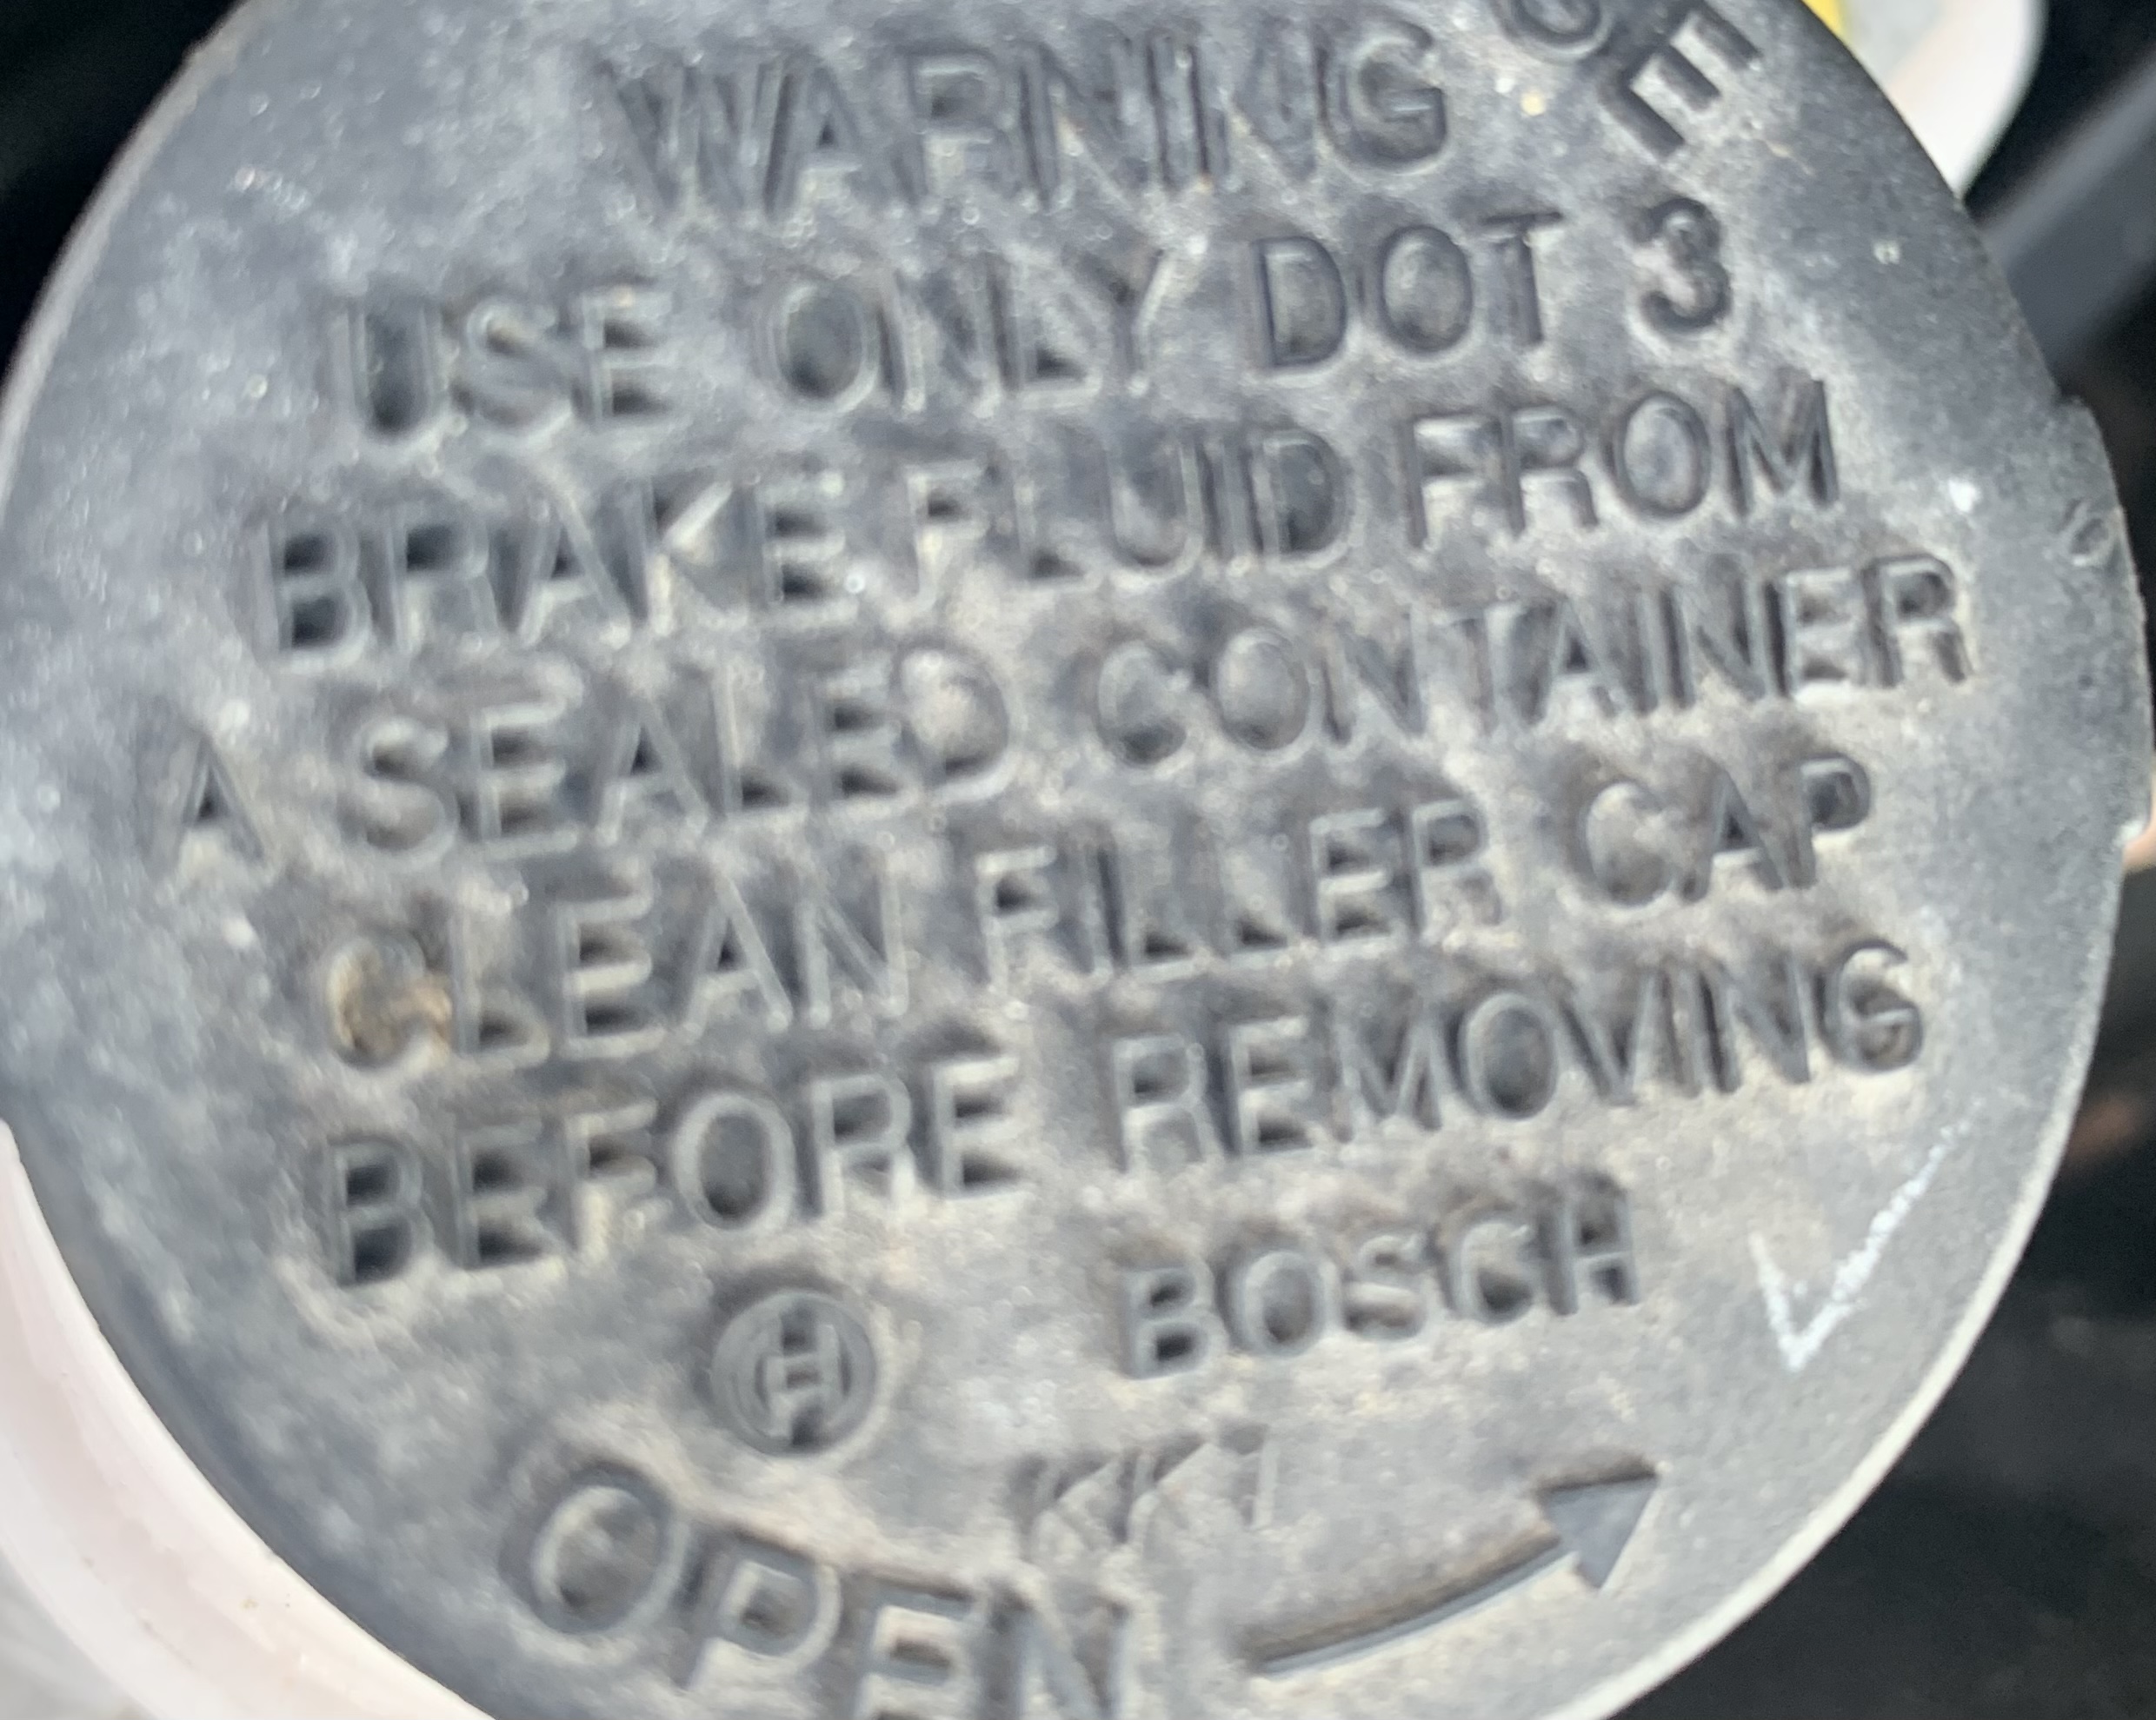 WARNING
USE ONLY DOT 3
BRAKE FLUID FROM
A SEALED CONTAINER
CLEAN FILLER CAP
BEFORE REMOVING
BOSCH
OPEN